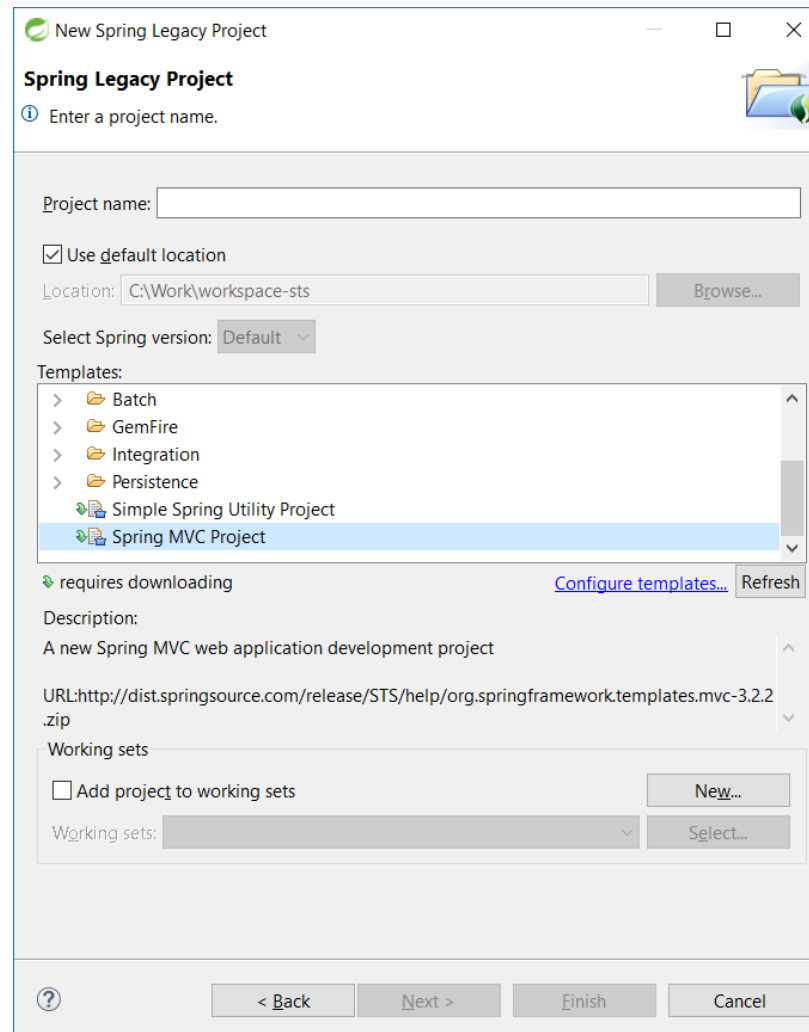 New Spring Legacy Project
Spring Legacy Project
Enter a project name.
Project name:
Use default location
Location: C:\Work\workspace-sts Browse...
Select Spring version: Default
Templates:
Batch
GemFire
Integration
Persistence
Simple Spring Utility Project
Spring MVC Project
requires downloading Configure templates... Refresh
Description:
A new Spring MVC web application development project
URL:http://dist.springsource.com/release/STS/help/org.springframework.templates.mvc-3.2.2
.zip
Working sets
Add project to working sets New...
Working sets: Select...
< Back Next > Finish Cancel